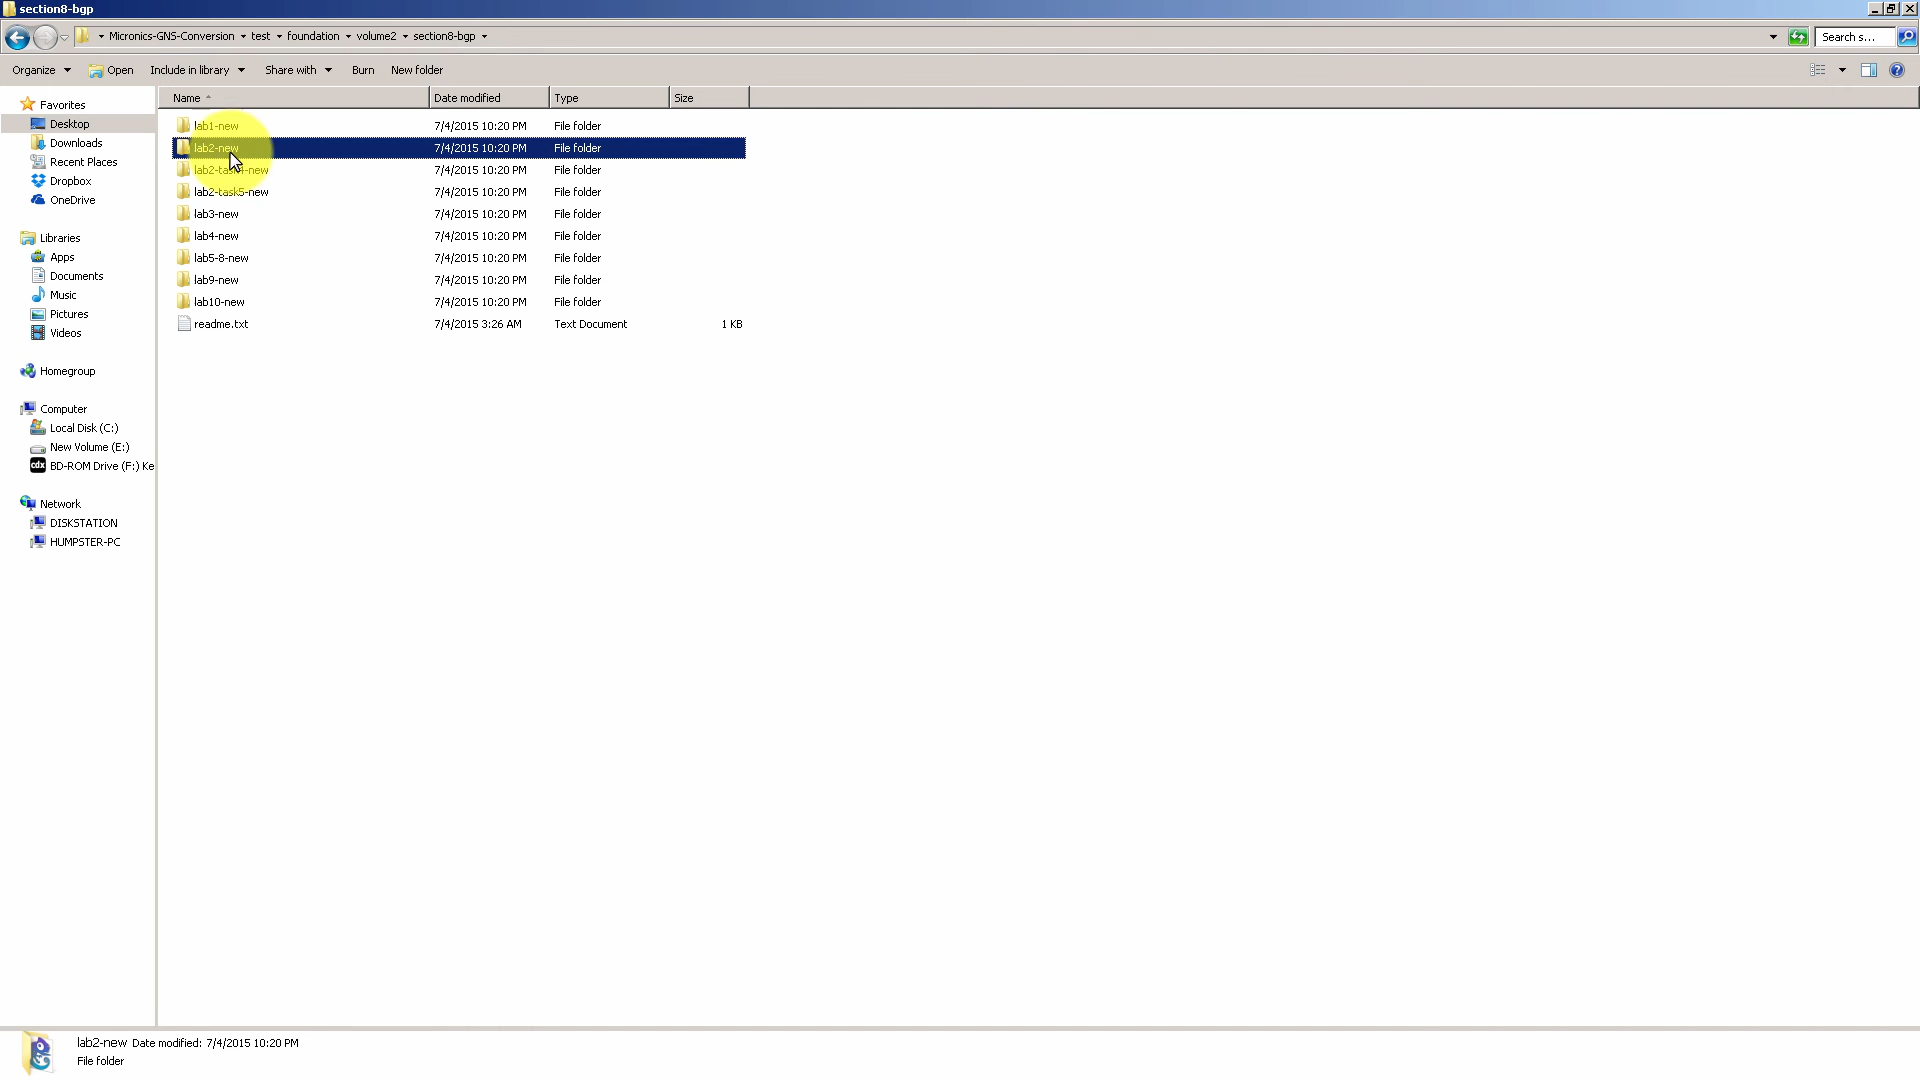 section8-bgp
Micronics-GNS-Conversion test foundation volume2 section8-bgp
Search s...
Organize Open Include in library Share with Burn New folder
Name Date modified Type Size
Favorites
Desktop
Downloads
Recent Places
Dropbox
OneDrive
Libraries
Apps
Documents
Music
Pictures
Videos
Homegroup
Computer
Local Disk (C:)
New Volume (E:)
cdx BD-ROM Drive (F:) Ke
Network
DISKSTATION
HUMPSTER-PC
lab1-new 7/4/2015 10:20 PM File folder
lab2-new 7/4/2015 10:20 PM File folder
lab2-task4-new 7/4/2015 10:20 PM File folder
lab2-task5-new 7/4/2015 10:20 PM File folder
lab3-new 7/4/2015 10:20 PM File folder
lab4-new 7/4/2015 10:20 PM File folder
lab5-8-new 7/4/2015 10:20 PM File folder
lab9-new 7/4/2015 10:20 PM File folder
lab10-new 7/4/2015 10:20 PM File folder
readme.txt 7/4/2015 3:26 AM Text Document 1 KB
lab2-new Date modified: 7/4/2015 10:20 PM
File folder